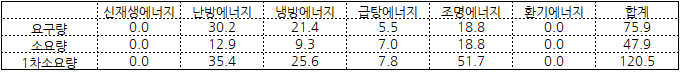 신재생에너지 난방에너지 냉방에너지 급탕에너지 조명에너지 환기에너지 합계
요구량 0.0 30.2 21.4 5.5 18.8 0.0 75.9
소요량 0.0 12.9 9.3 7.0 18.8 0.0 47.9
1차소요량 0.0 35.4 25.6 7.8 51.7 0.0 120.5